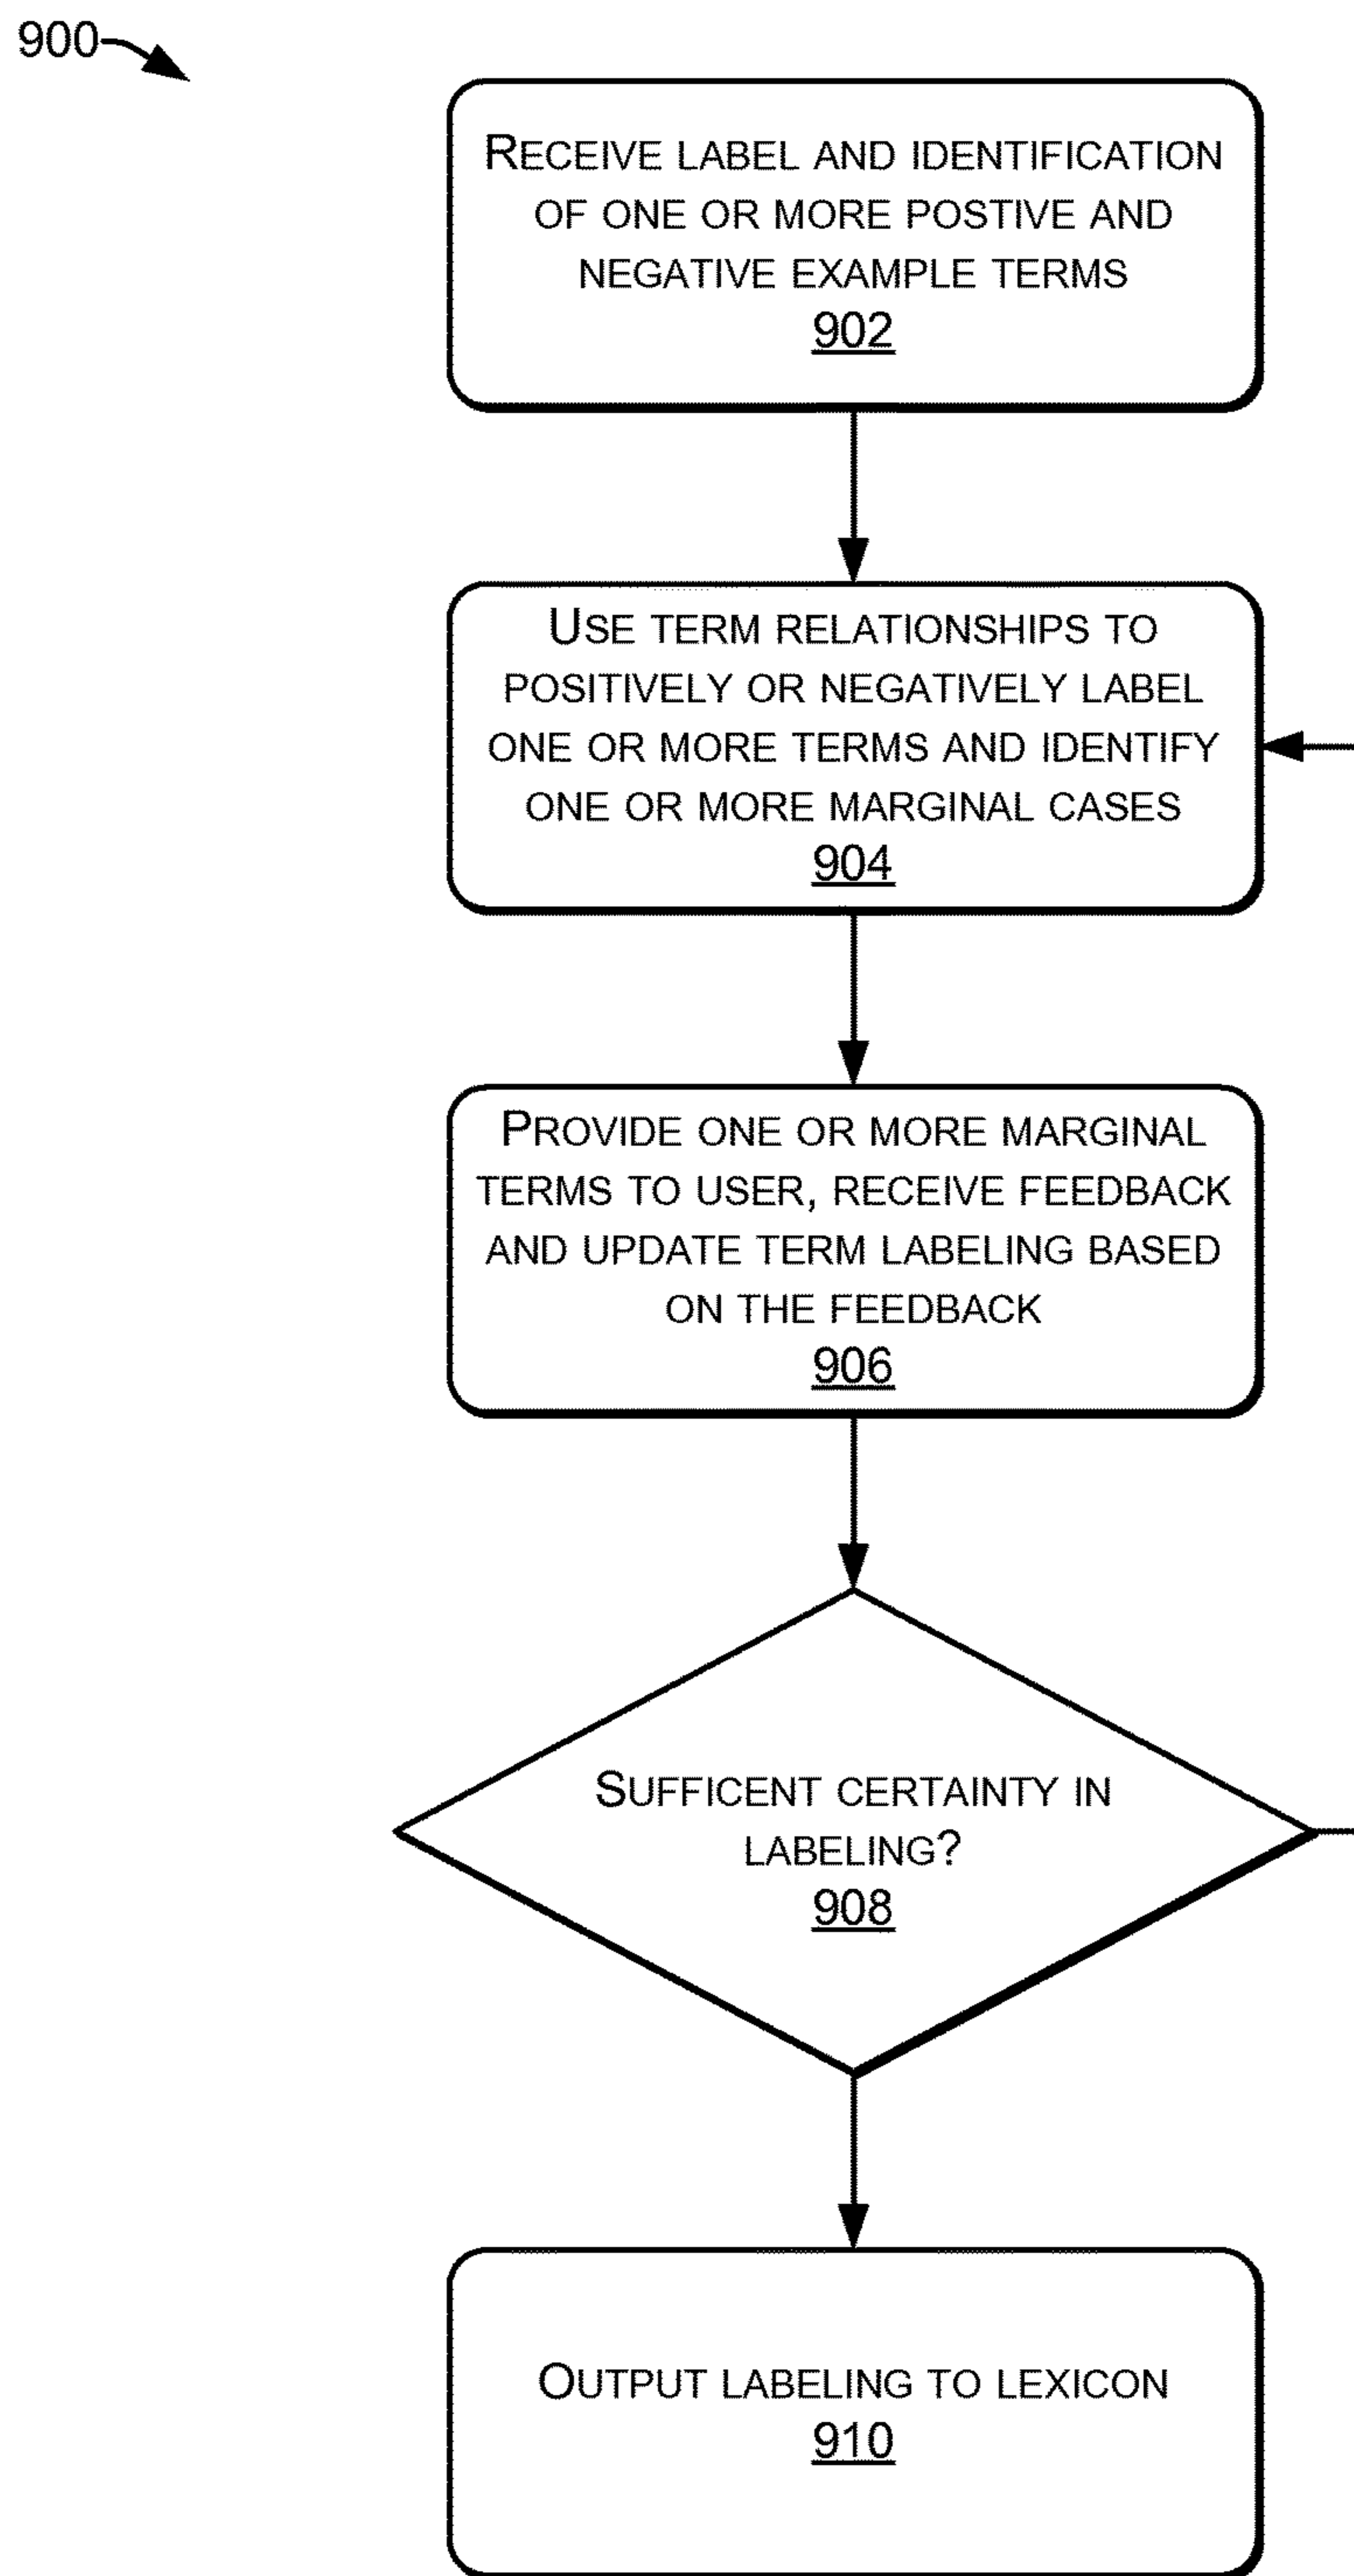 900
RECEIVE LABEL AND IDENTIFICATION
OF ONE OR MORE POSTIVE AND
NEGATIVE EXAMPLE TERMS
902
USE TERM RELATIONSHIPS TO
POSITIVELY OR NEGATIVELY LABEL
ONE OR MORE TERMS AND IDENTIFY
ONE OR MORE MARGINAL CASES
904
PROVIDE ONE OR MORE MARGINAL
TERMS TO USER, RECEIVE FEEDBACK
AND UPDATE TERM LABELING BASED
ON THE FEEDBACK
906
SUFFICENT CERTAINTY IN
LABELING?
908
OUTPUT LABELING TO LEXICON
910